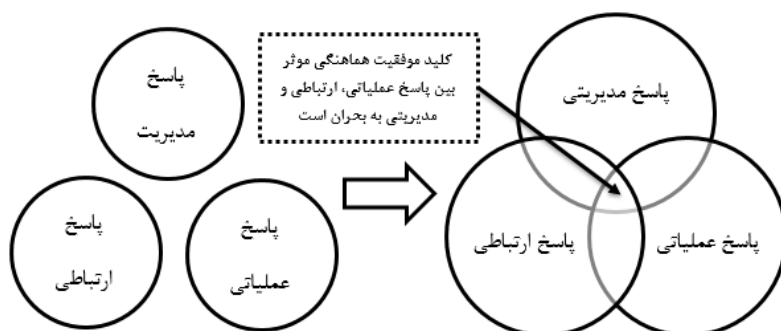 پاسخ
مدیریت
پاسخ
ارتباطی
پاسخ
عملیاتی
کلید موفقیت هماهنگی موثر
بین پاسخ عملیاتی، ارتباطی و
مدیریتی به بحران است
پاسخ مدیریتی
پاسخ ارتباطی
پاسخ عملیاتی